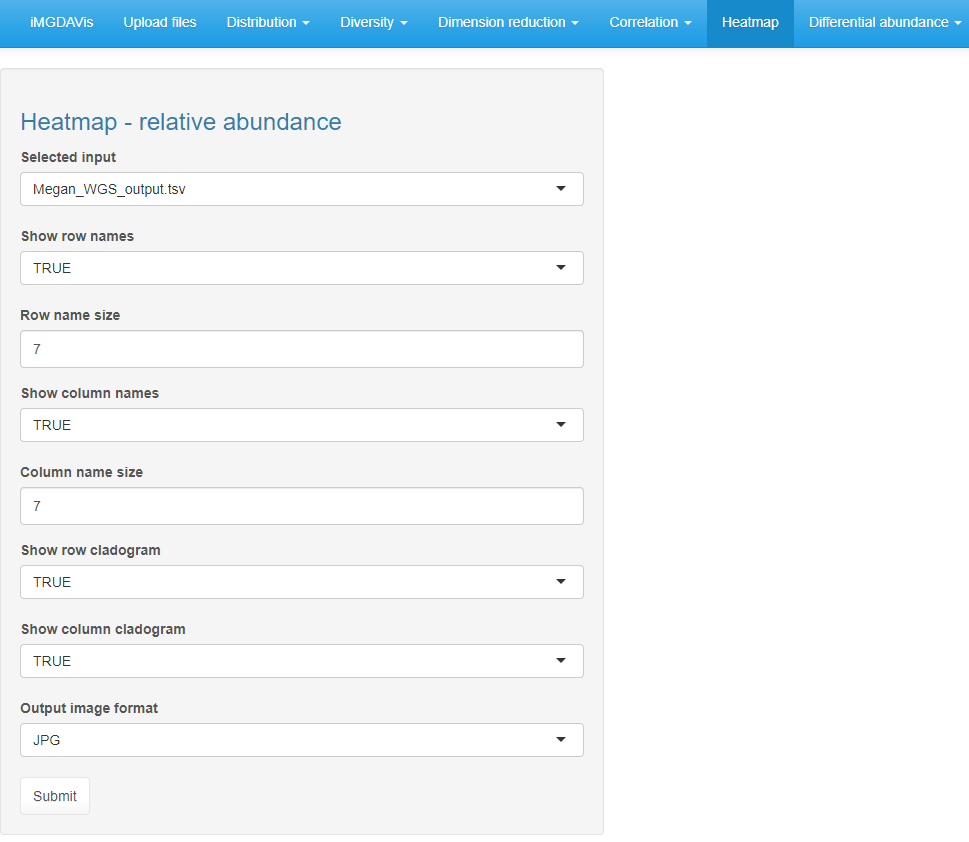 iMGDAVis Upload files Distribution Diversity Dimension reduction Correlation Heatmap Differential abundance
Heatmap - relative abundance
Selected input
Megan_WGS_output.tsv
Show row names
TRUE
Row name size
7
Show column names
TRUE
Column name size
7
Show row cladogram
TRUE
Show column cladogram
TRUE
Output image format
JPG
Submit